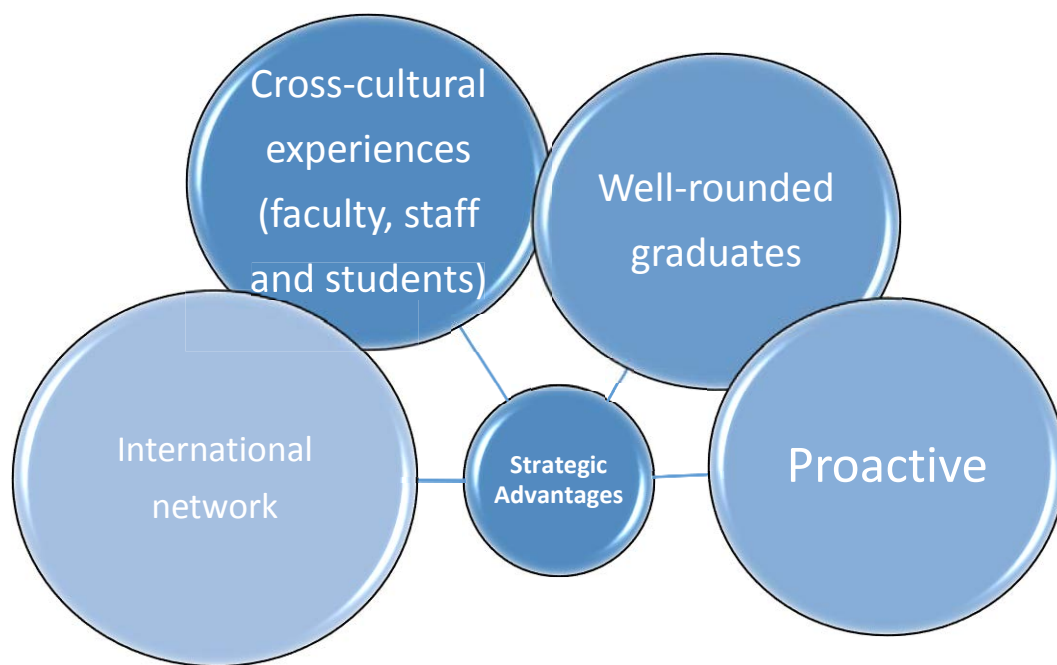 Cross-cultural
experiences
(faculty, staff
and students)
Well-rounded
graduates
International
network
Strategic
Advantages
Proactive